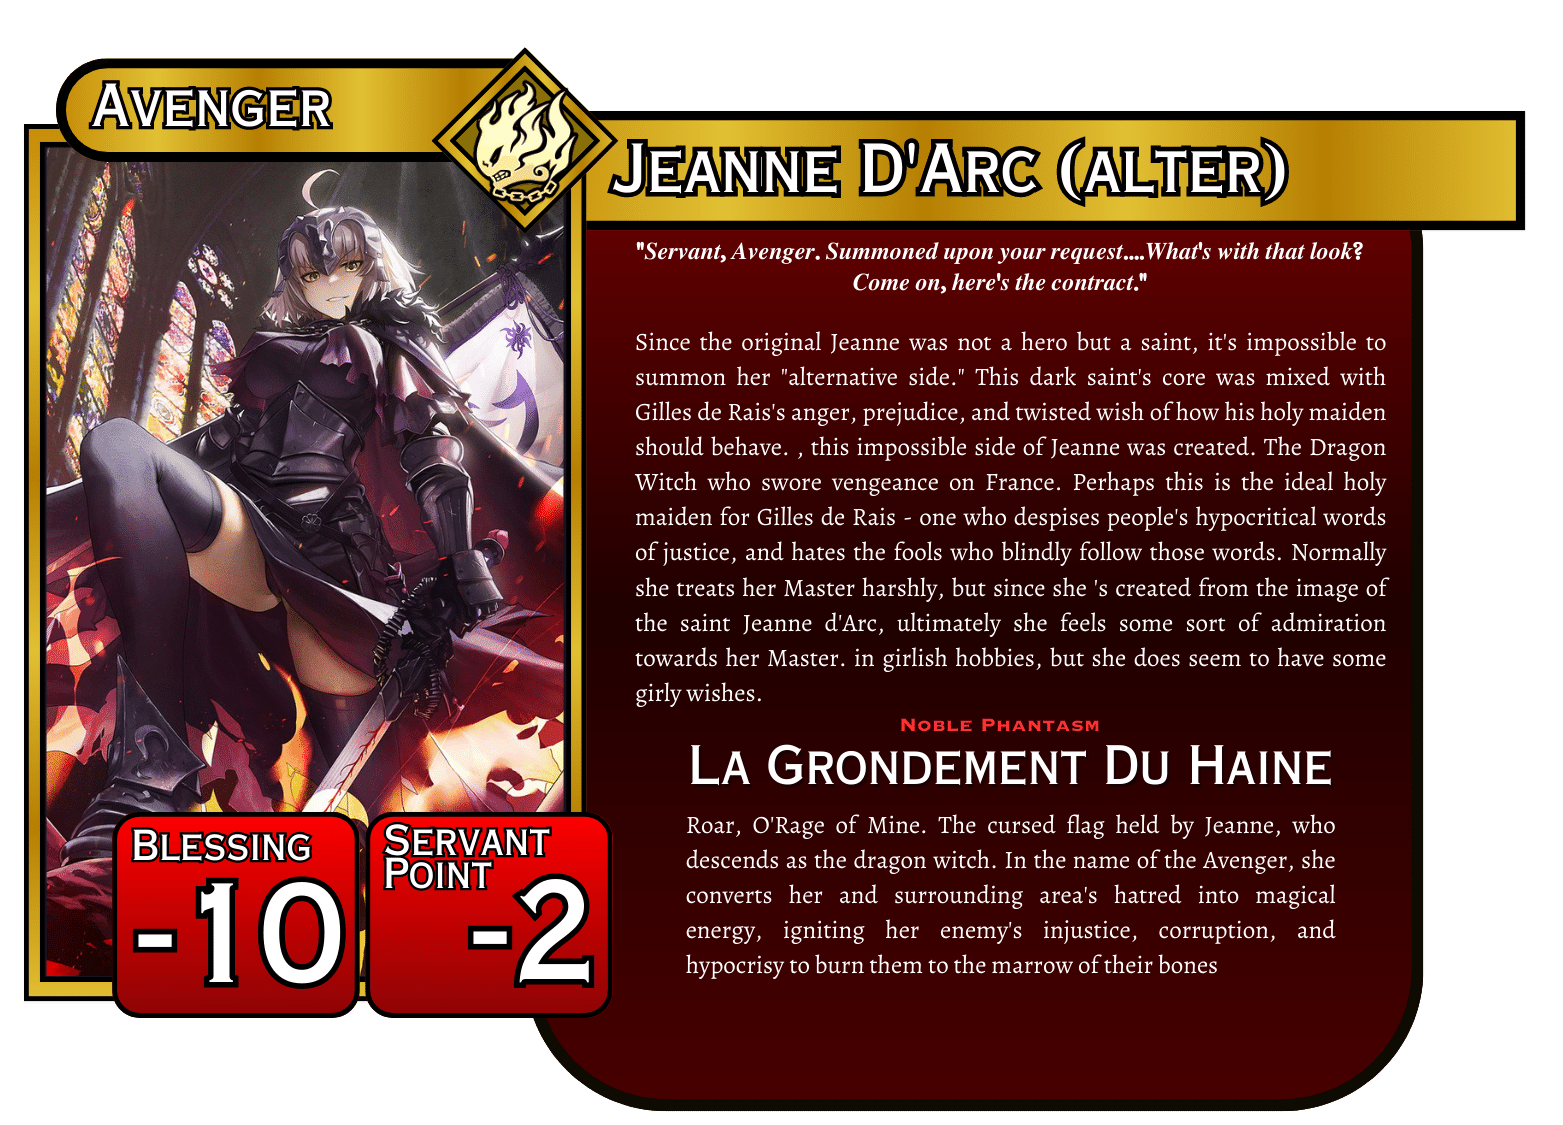 AVENGER
JEANNE D'ARC (ALTER)
"Servant, Avenger. Summoned upon your request....What's with that look?
Come on, here's the contract."
Since the original Jeanne was not a hero but a saint, it's impossible to
summon her "alternative side." This dark saint's core was mixed with
Gilles de Rais's anger, prejudice, and twisted wish of how his holy maiden
should behave. , this impossible side of Jeanne was created. The Dragon
Witch who swore vengeance on France. Perhaps this is the ideal holy
maiden for Gilles de Rais - one who despises people's hypocritical words
of justice, and hates the fools who blindly follow those words. Normally
she treats her Master harshly, but since she 's created from the image of
the saint Jeanne d'Arc, ultimately she feels some sort of admiration
towards her Master. in girlish hobbies, but she does seem to have some
girly wishes.
NOBLE PHANTASM
LA GRONDEMENT DU HAINE
Roar, O'Rage of Mine. The cursed flag held by Jeanne, who
descends as the dragon witch. In the name of the Avenger, she
converts her and surrounding area's hatred into magical
energy, igniting her enemy's injustice, corruption, and
hypocrisy to burn them to the marrow of their bones
BLESSING
-10
SERVANT
POINT
-2